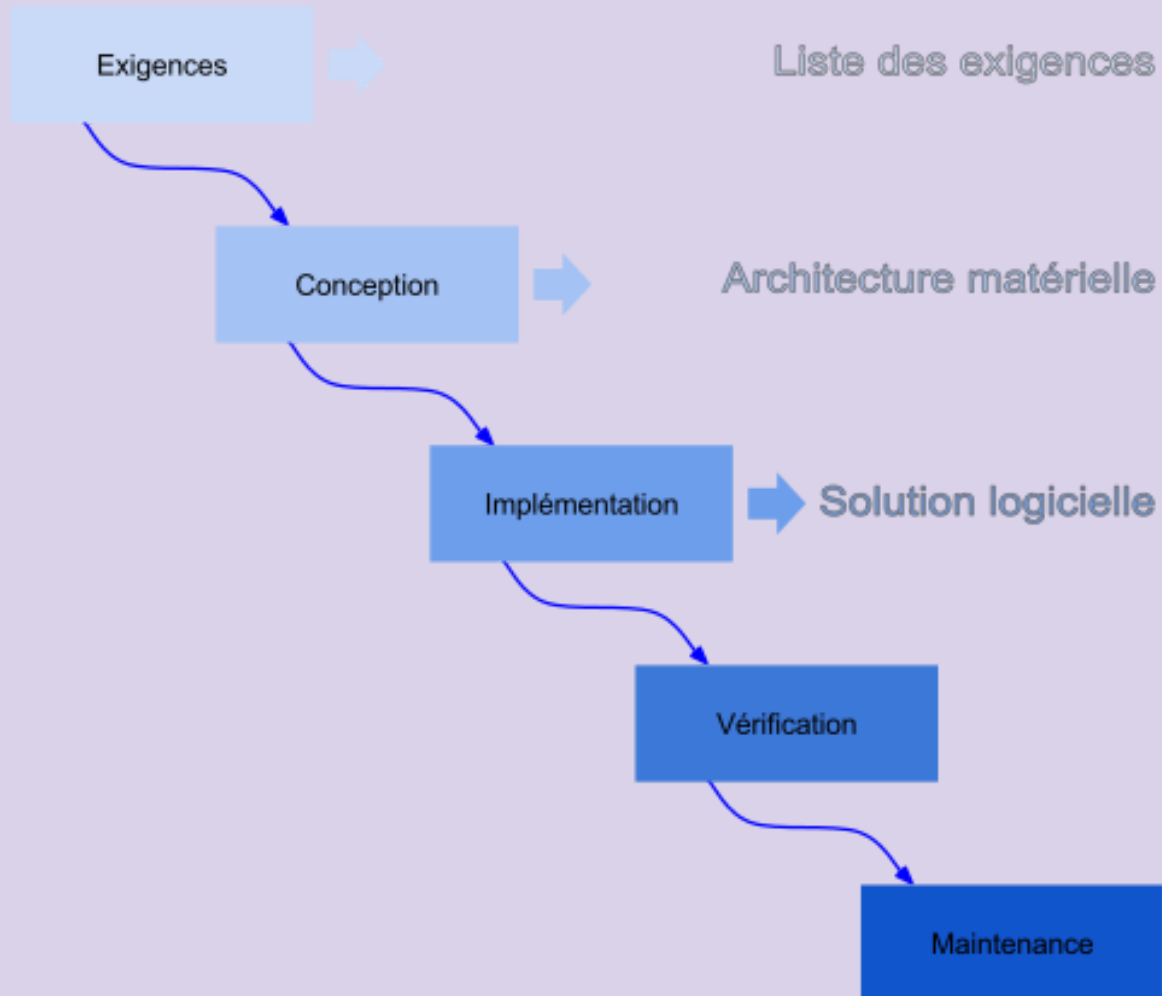 Exigences
Liste des exigences
Conception
Architecture matérielle
Implémentation
Solution logicielle
Vérification
Maintenance